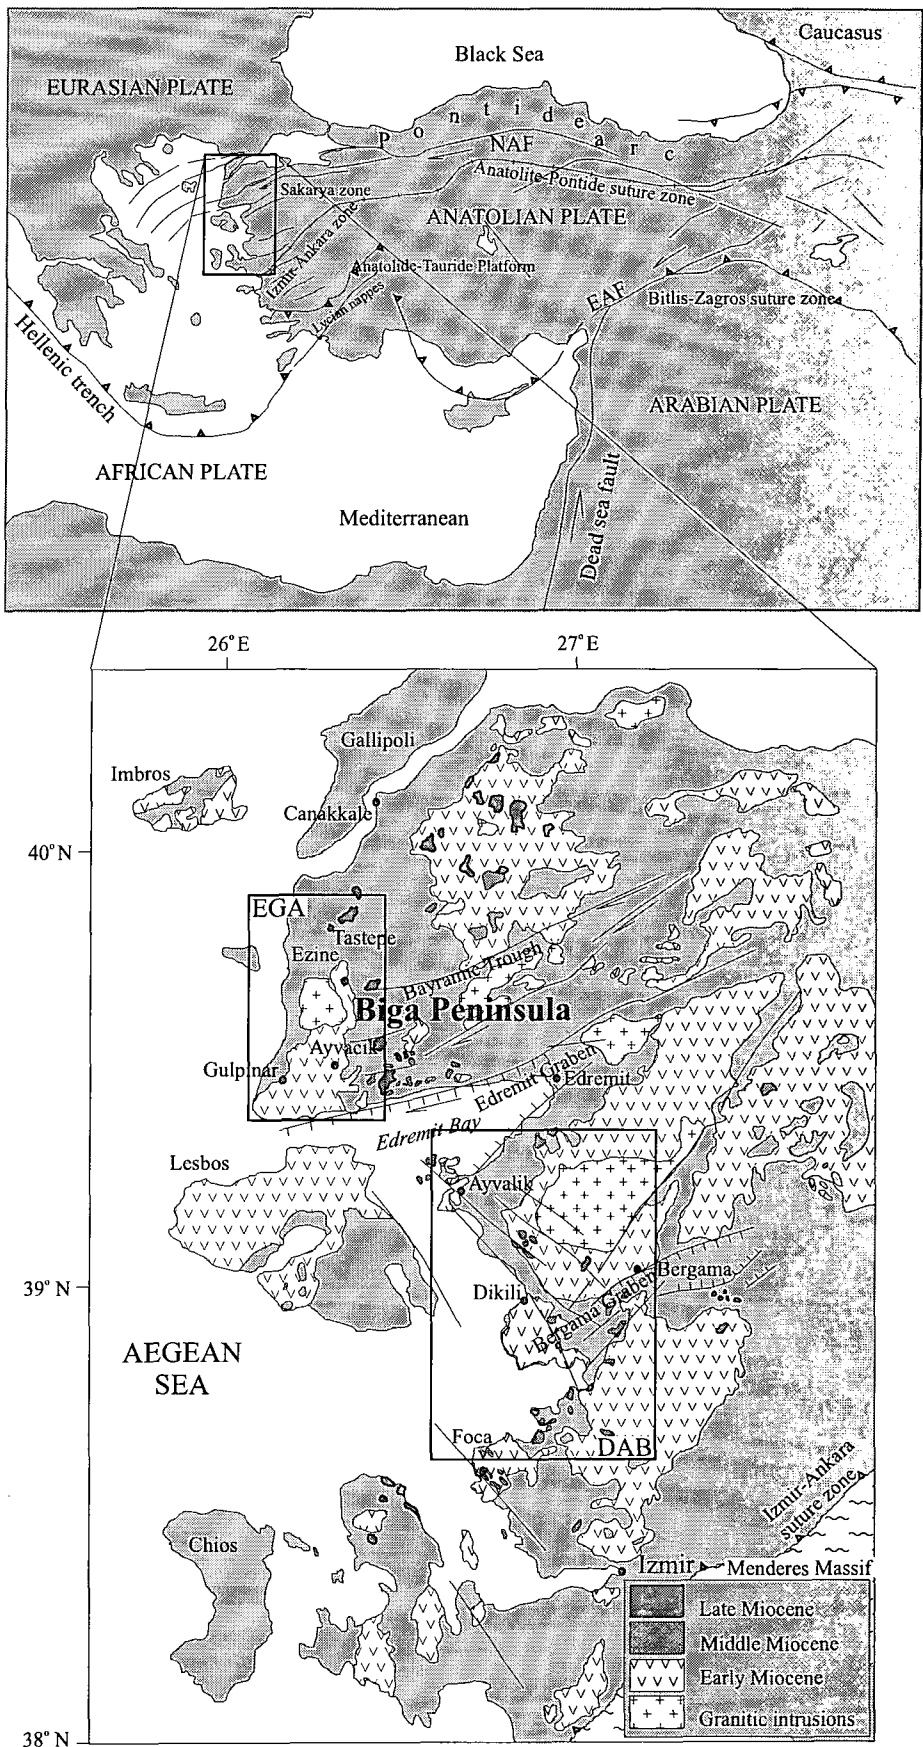 Caucasus
Black Sea
EURASIAN PLATE
Pontide arc
NAF
Anatolite-Pontide suture zone
Sakarya zone
Izmir-Ankara zone
ANATOLIAN PLATE
Anatolide-Tauride Platform
Lycian nappes
EAF
Bitlis-Zagros suture zone
Hellenic trench
ARABIAN PLATE
AFRICAN PLATE
Mediterranean
Dead sea fault
26°E
27°E
Gallipoli
Imbros
Canakkale
40°N
EGA
Tastepe
Ezine
Bayramic Trough
Biga Peninsula
Ayvacik
Gulpinar
Edremit Graben
Edremit
Edremit Bay
Lesbos
Ayvalik
Bergama
39°N
Dikili
Bergama Graben
AEGEAN
SEA
Foca
DAB
Izmir-Ankara
suture zone
Chios
Izmir
Menderes Massif
Late Miocene
Middle Miocene
Early Miocene
Granitic intrusions
38°N